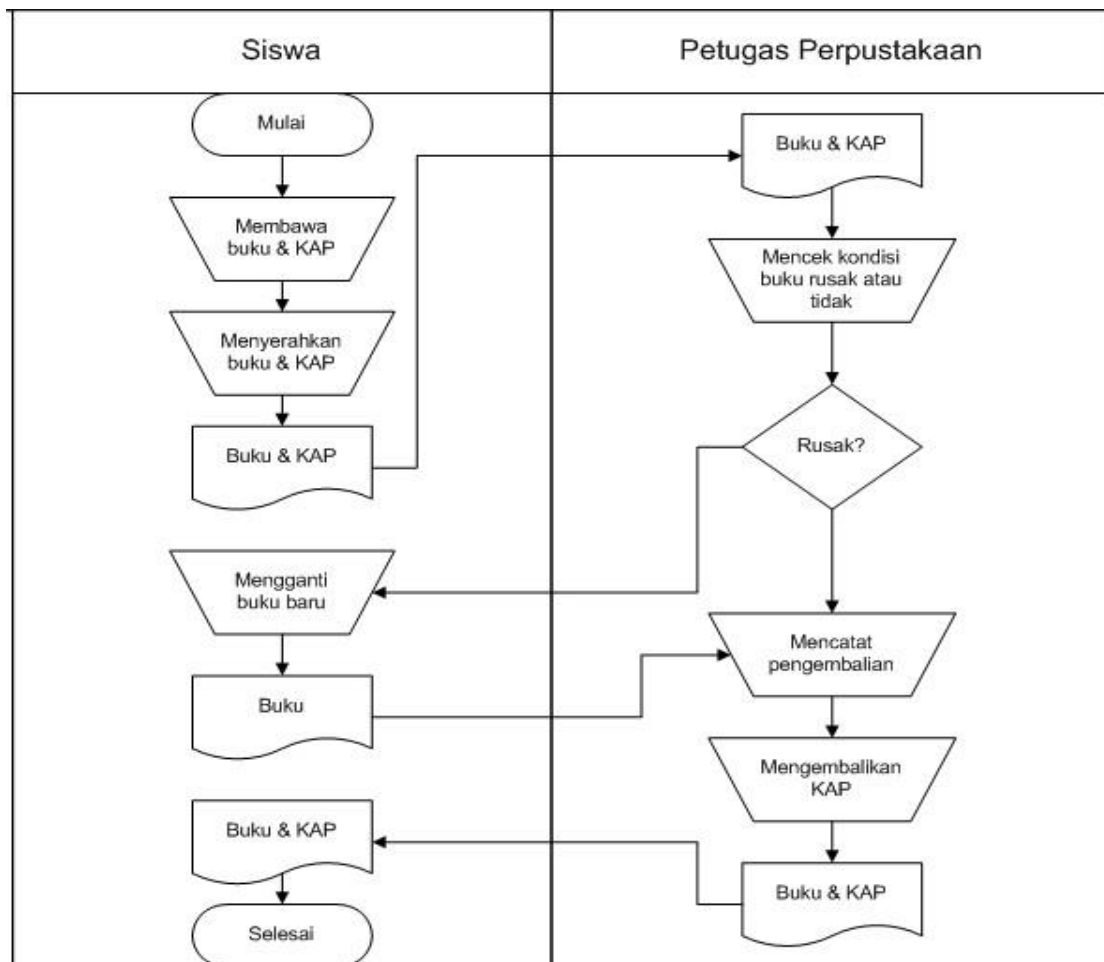 Siswa
Petugas Perpustakaan
Mulai
Membawa
buku & KAP
Menyerahkan
buku & KAP
Buku & KAP
Mengganti
buku baru
Buku
Buku & KAP
Selesai
Buku & KAP
Mencek kondisi
buku rusak atau
tidak
Rusak?
Mencatat
pengembalian
Mengembalikan
KAP
Buku & KAP